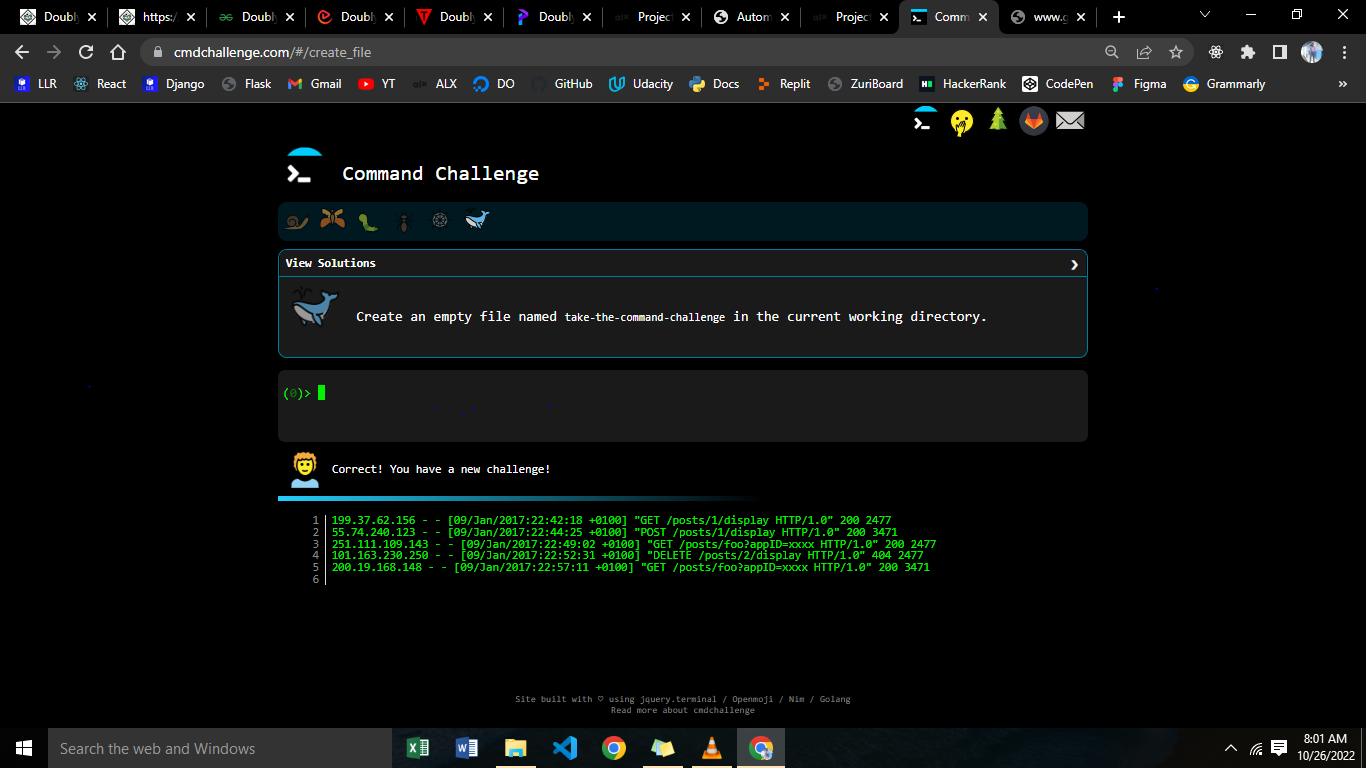 Doubly
https:/
Doubly
Doubly
Doubly
Doubly
Project
Autom
Project
Comm
www.g
cmdchallenge.com/#/create_file
LLR React Django Flask Gmail YT ALX DO GitHub Udacity Docs Replit ZuriBoard HackerRank CodePen Figma Grammarly »
Command Challenge
View Solutions
Create an empty file named take-the-command-challenge in the current working directory.
(0)>
Correct! You have a new challenge!
1 199.37.62.156 - - [09/Jan/2017:22:42:18 +0100] "GET /posts/1/display HTTP/1.0" 200 2477
2 55.74.240.123 - - [09/Jan/2017:22:44:25 +0100] "POST /posts/1/display HTTP/1.0" 200 3471
3 251.111.109.143 - - [09/Jan/2017:22:49:02 +0100] "GET /posts/foo?appID=xxxx HTTP/1.0" 200 2477
4 101.163.230.250 - - [09/Jan/2017:22:52:31 +0100] "DELETE /posts/2/display HTTP/1.0" 404 2477
5 200.19.168.148 - - [09/Jan/2017:22:57:11 +0100] "GET /posts/foo?appID=xxxx HTTP/1.0" 200 3471
6
Site built with ♡ using jquery.terminal / Openmoji / Nim / Golang
Read more about cmdchallenge
Search the web and Windows
8:01 AM
10/26/2022